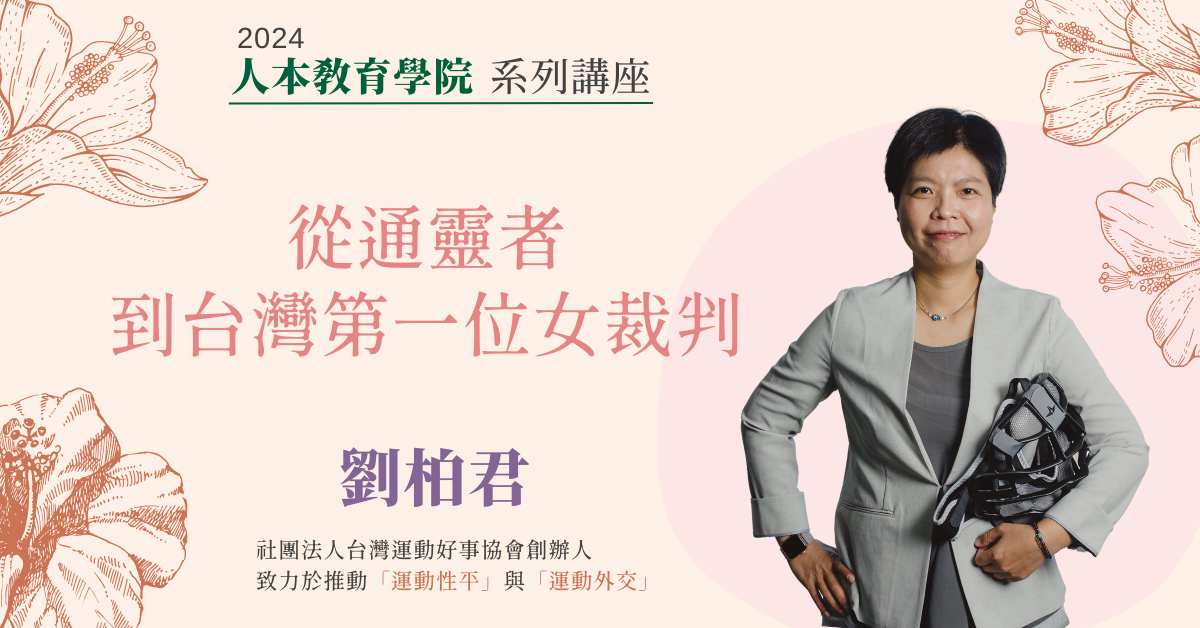 2024
人本教育學院 系列講座
從通靈者
到台灣第一位女裁判
劉柏君
社團法人台灣運動好事協會創辦人
致力於推動「運動性平」與「運動外交」